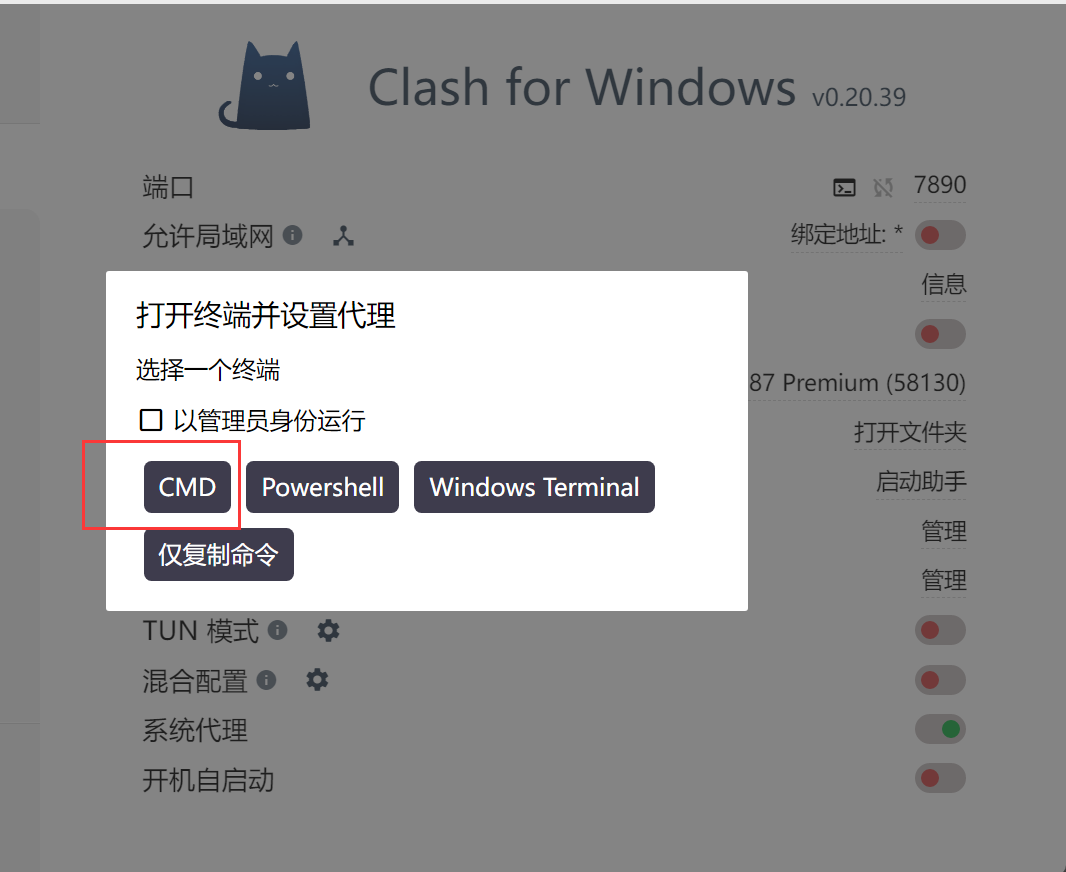 Clash for Windows v0.20.39
端口 7890
允许局域网 绑定地址: *
信息
打开终端并设置代理
选择一个终端
87 Premium (58130)
以管理员身份运行
打开文件夹
CMD Powershell Windows Terminal
启动助手
管理
仅复制命令
管理
TUN 模式
混合配置
系统代理
开机自启动